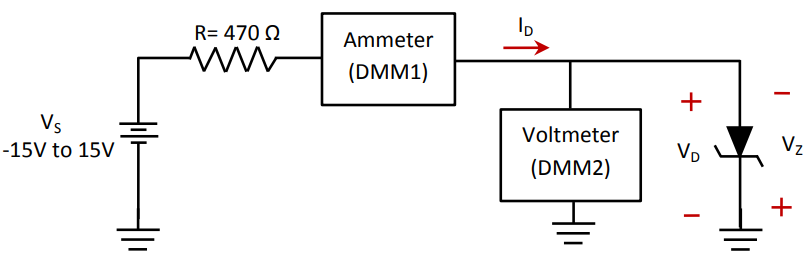 R= 470 Ω
Ammeter
(DMM1)
I_D
V_S
-15V to 15V
Voltmeter
(DMM2)
+
−
V_D
V_Z
−
+